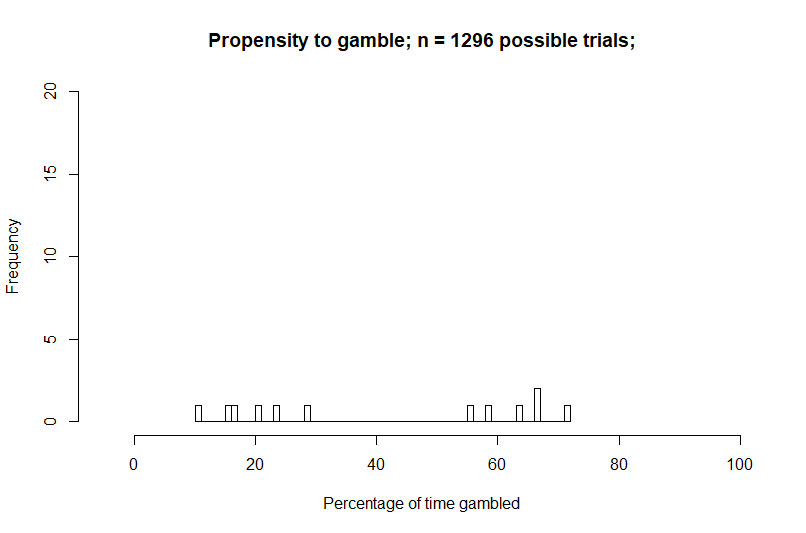 Propensity to gamble; n = 1296 possible trials;
20
15
10
5
0
Frequency
0 20 40 60 80 100
Percentage of time gambled